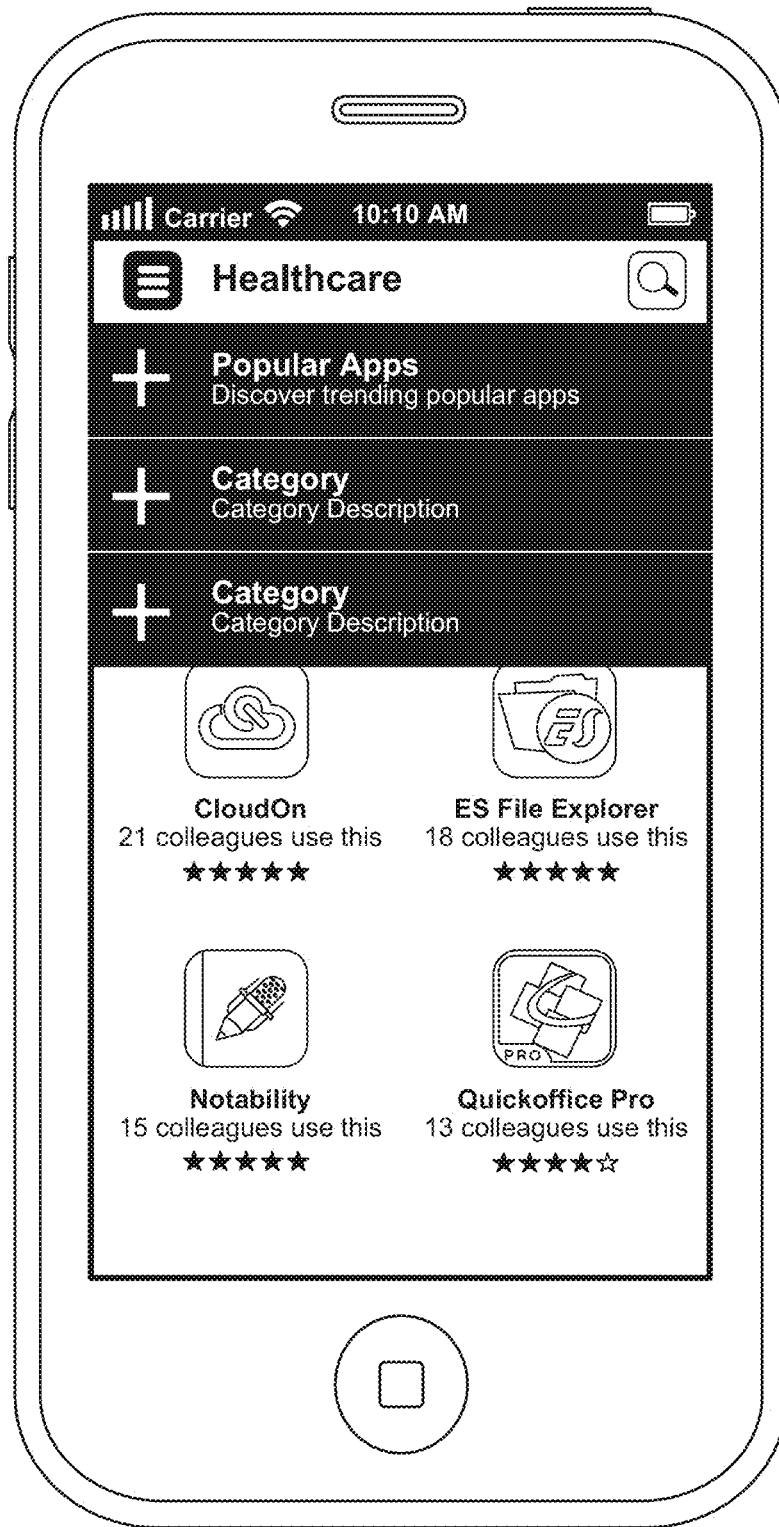 Carrier 10:10 AM
Healthcare
Popular Apps
Discover trending popular apps
Category
Category Description
Category
Category Description
ES
CloudOn ES File Explorer
21 colleagues use this 18 colleagues use this
PRO
Notability Quickoffice Pro
15 colleagues use this 13 colleagues use this